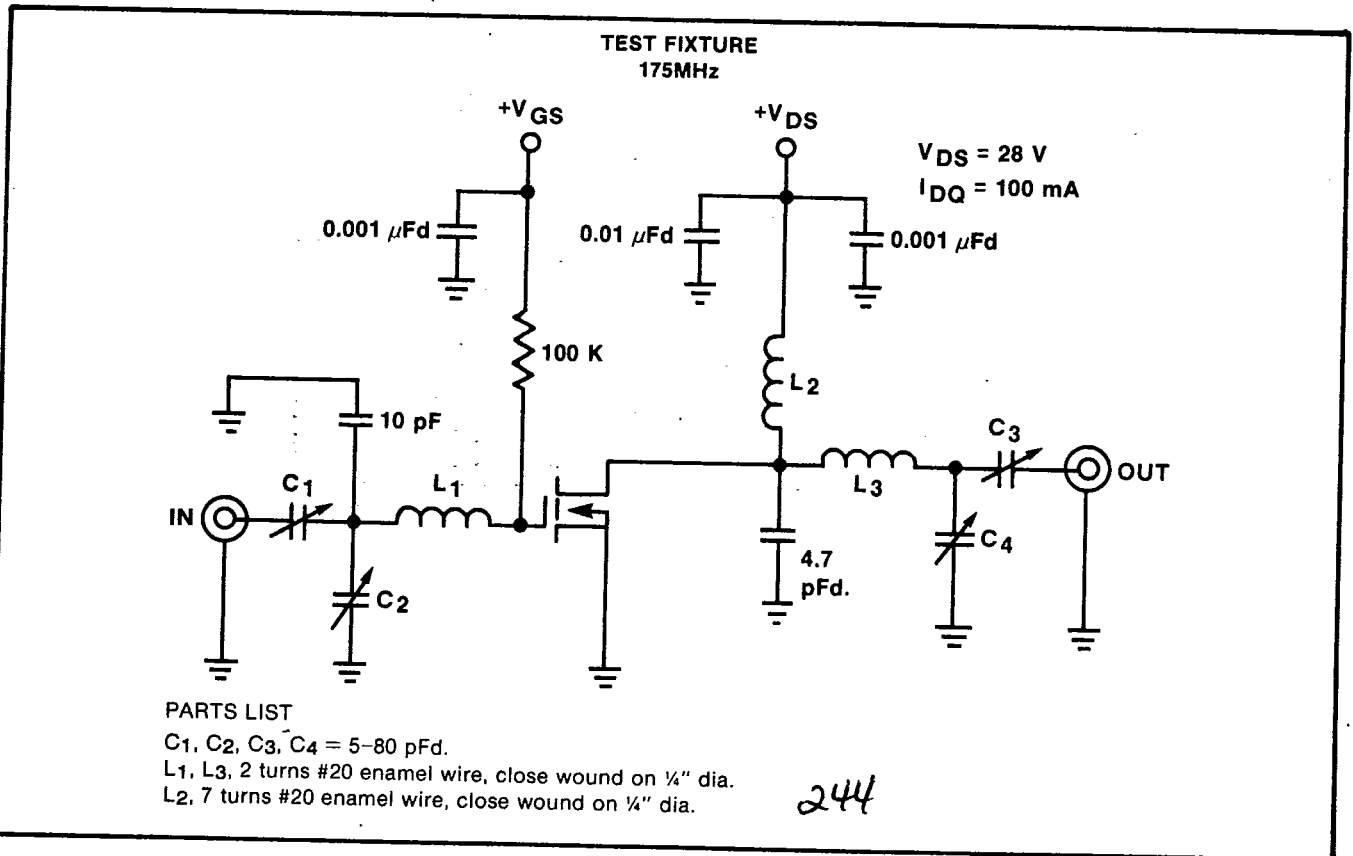 TEST FIXTURE
175MHz
+VGS
+VDS
VDS = 28 V
IDQ = 100 mA
0.001 µFd
0.01 µFd
0.001 µFd
100 K
L2
10 pF
C3
C1
L1
L3
OUT
IN
C4
4.7
pFd.
C2
PARTS LIST
C1, C2, C3, C4 = 5–80 pFd.
L1, L3, 2 turns #20 enamel wire, close wound on ¼" dia.
L2, 7 turns #20 enamel wire, close wound on ¼" dia.
244